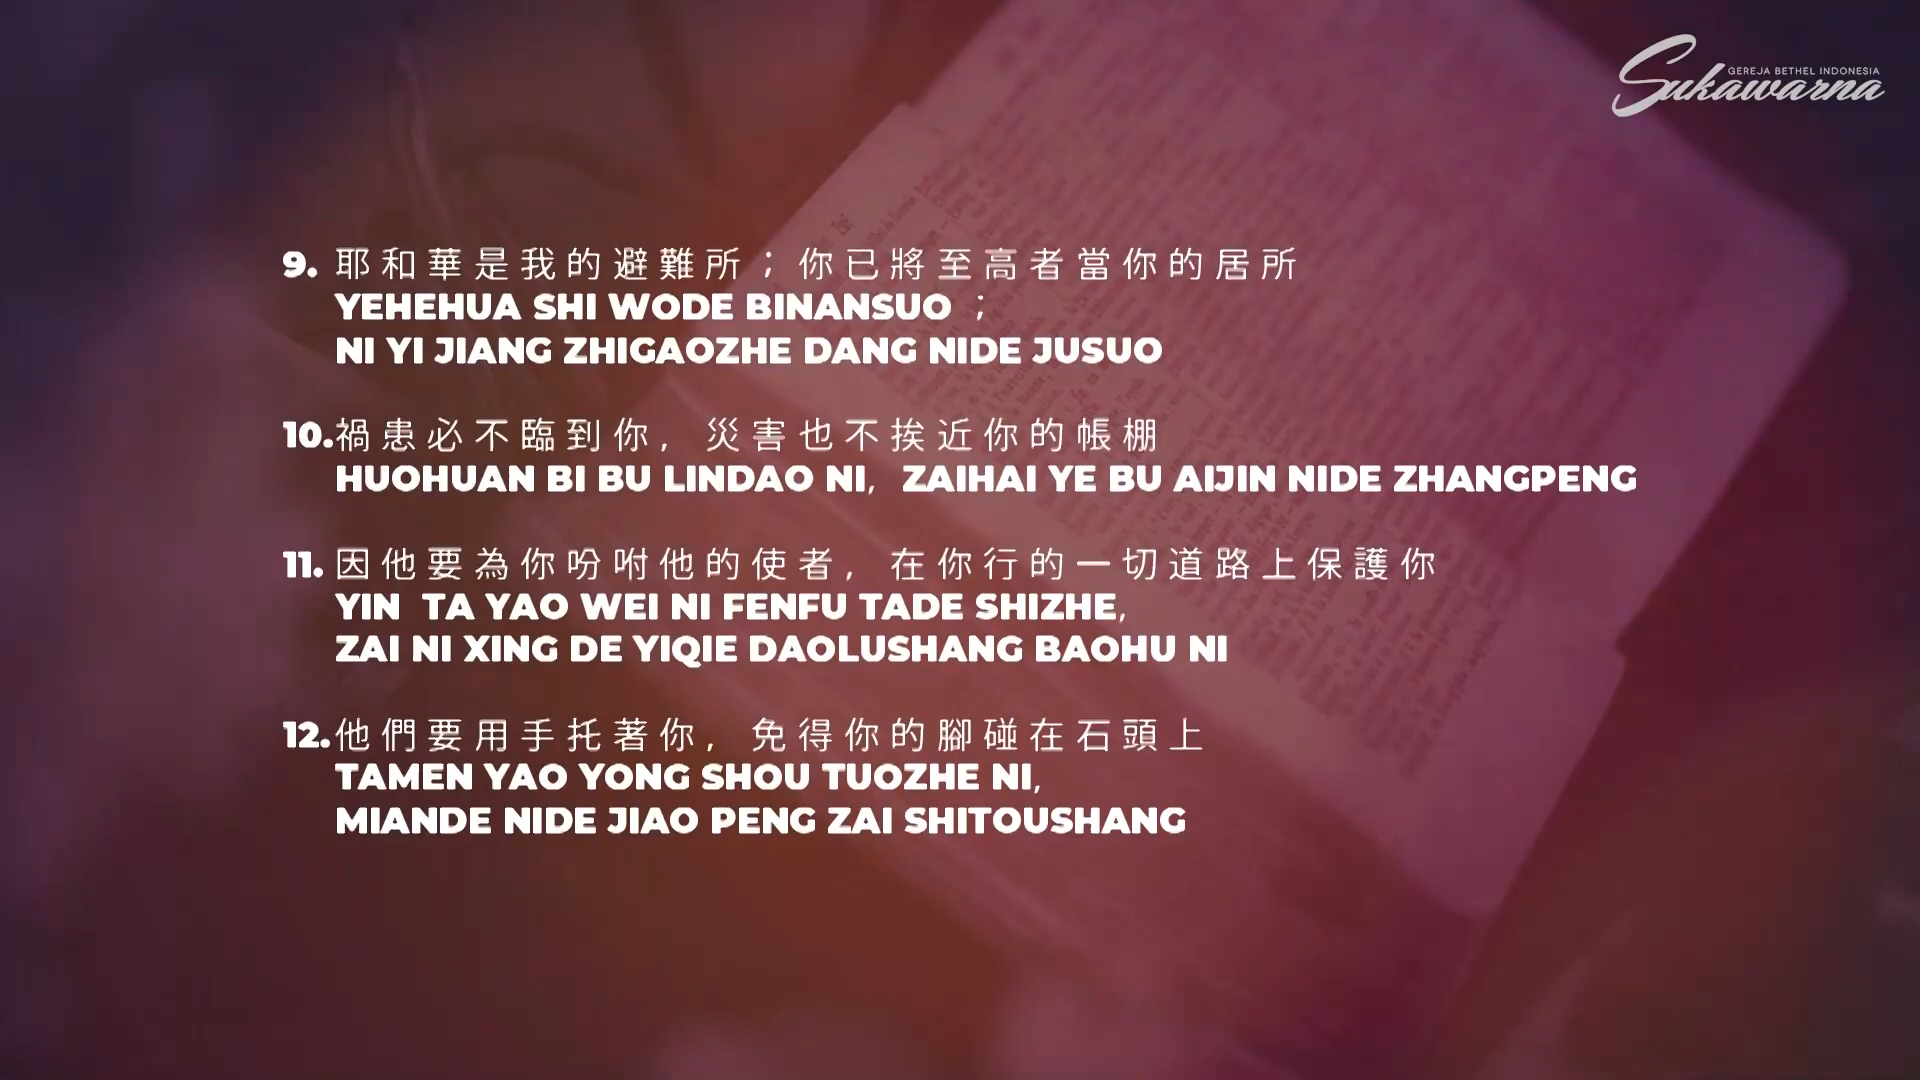 GEREJA BETHEL INDONESIA
Sukawarna
9. 耶和華是我的避難所；你已將至高者當你的居所
YEHEHUA SHI WODE BINANSUO ；
NI YI JIANG ZHIGAOZHE DANG NIDE JUSUO
10. 禍患必不臨到你, 災害也不挨近你的帳棚
HUOHUAN BI BU LINDAO NI, ZAIHAI YE BU AIJIN NIDE ZHANGPENG
11. 因他要為你吩咐他的使者, 在你行的一切道路上保護你
YIN TA YAO WEI NI FENFU TADE SHIZHE,
ZAI NI XING DE YIQIE DAOLUSHANG BAOHU NI
12. 他們要用手托著你, 免得你的腳碰在石頭上
TAMEN YAO YONG SHOU TUOZHE NI,
MIANDE NIDE JIAO PENG ZAI SHITOUSHANG